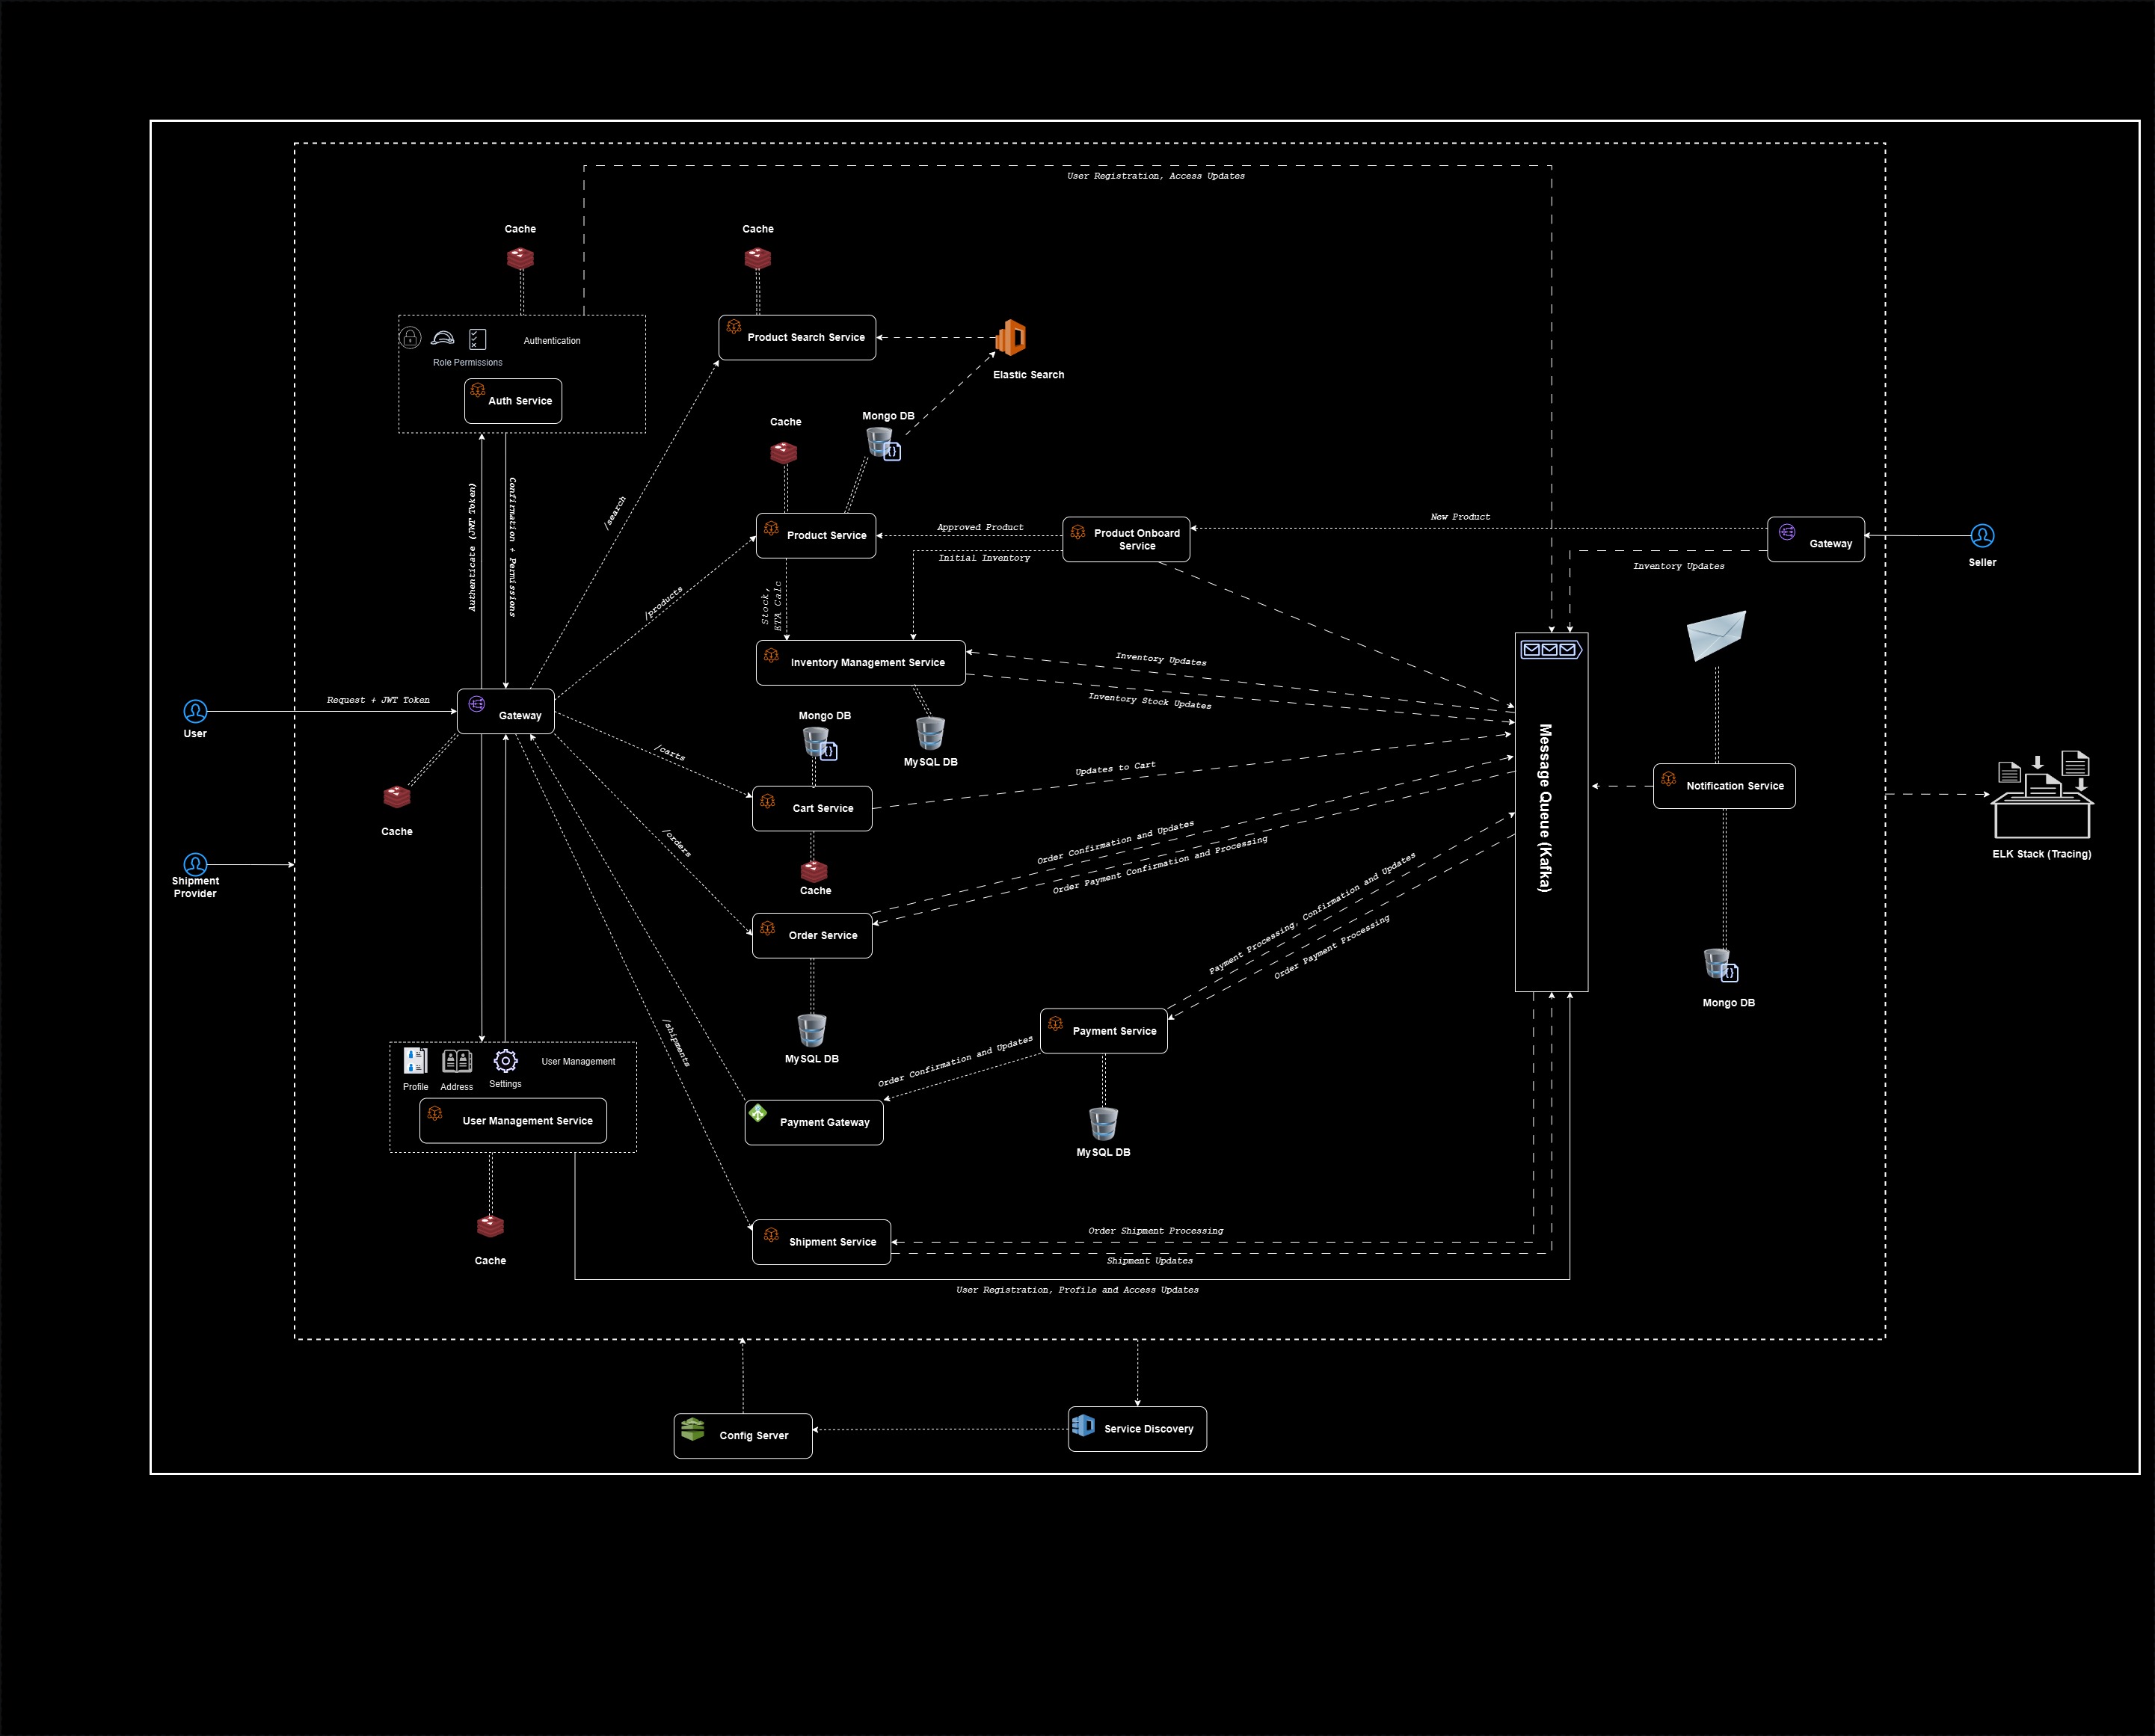 User Registration, Access Updates
Cache
Cache
Authentication
Role Permissions
Auth Service
Product Search Service
Elastic Search
Mongo DB
Cache
/search
Authenticate (JWT Token)
Confirmation + Permissions
Product Service
Approved Product
Initial Inventory
Product Onboard
Service
New Product
Gateway
Inventory Updates
Seller
/products
Stock,
ETA Calc
Inventory Management Service
Inventory Updates
Inventory Stock Updates
Request + JWT Token
User
Gateway
Mongo DB
MySQL DB
/carts
Updates to Cart
Cart Service
Message Queue (Kafka)
Notification Service
Cache
/orders
Order Confirmation and Updates
Order Payment Confirmation and Processing
ELK Stack (Tracing)
Shipment
Provider
Cache
Order Service
Payment Processing, Confirmation and Updates
Order Payment Processing
Mongo DB
/shipments
MySQL DB
Payment Service
Order Confirmation and Updates
User Management
Profile
Address
Settings
User Management Service
Payment Gateway
MySQL DB
Shipment Service
Order Shipment Processing
Shipment Updates
Cache
User Registration, Profile and Access Updates
Config Server
Service Discovery